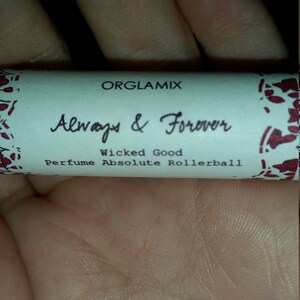 ORGLAMIX
Always & Forever
Wicked Good
Perfume Absolute Rollerball